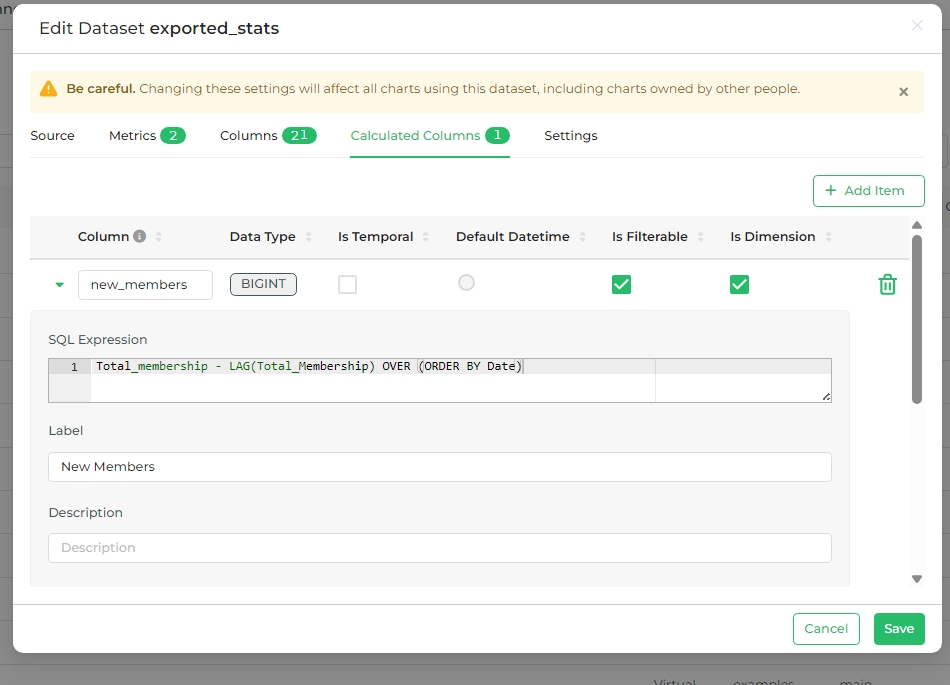 Edit Dataset exported_stats
Be careful. Changing these settings will affect all charts using this dataset, including charts owned by other people.
Source Metrics 2 Columns 21 Calculated Columns 1 Settings
+ Add Item
Column Data Type Is Temporal Default Datetime Is Filterable Is Dimension
new_members BIGINT
SQL Expression
1 Total_membership - LAG(Total_Membership) OVER (ORDER BY Date)
Label
New Members
Description
Description
Cancel Save
Virtual examples main